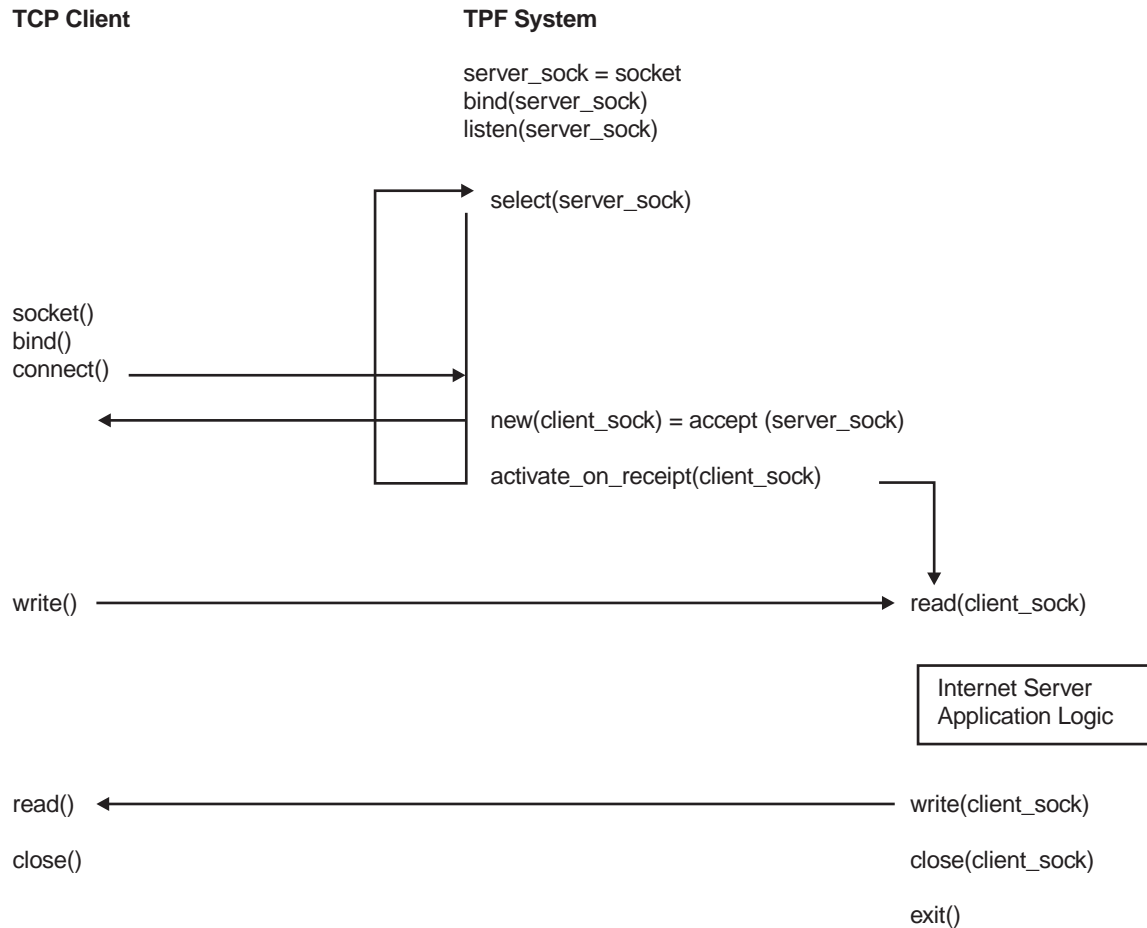 TCP Client
TPF System
server_sock = socket
bind(server_sock)
listen(server_sock)
select(server_sock)
socket()
bind()
connect()
new(client_sock) = accept (server_sock)
activate_on_receipt(client_sock)
write()
read(client_sock)
Internet Server
Application Logic
read()
write(client_sock)
close()
close(client_sock)
exit()